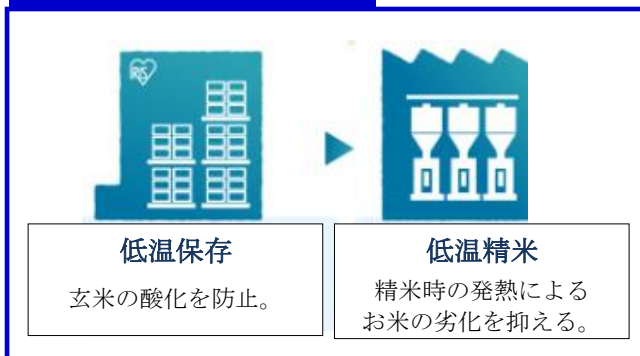 IRIS
低温保存
玄米の酸化を防止。
低温精米
精米時の発熱による
お米の劣化を抑える。